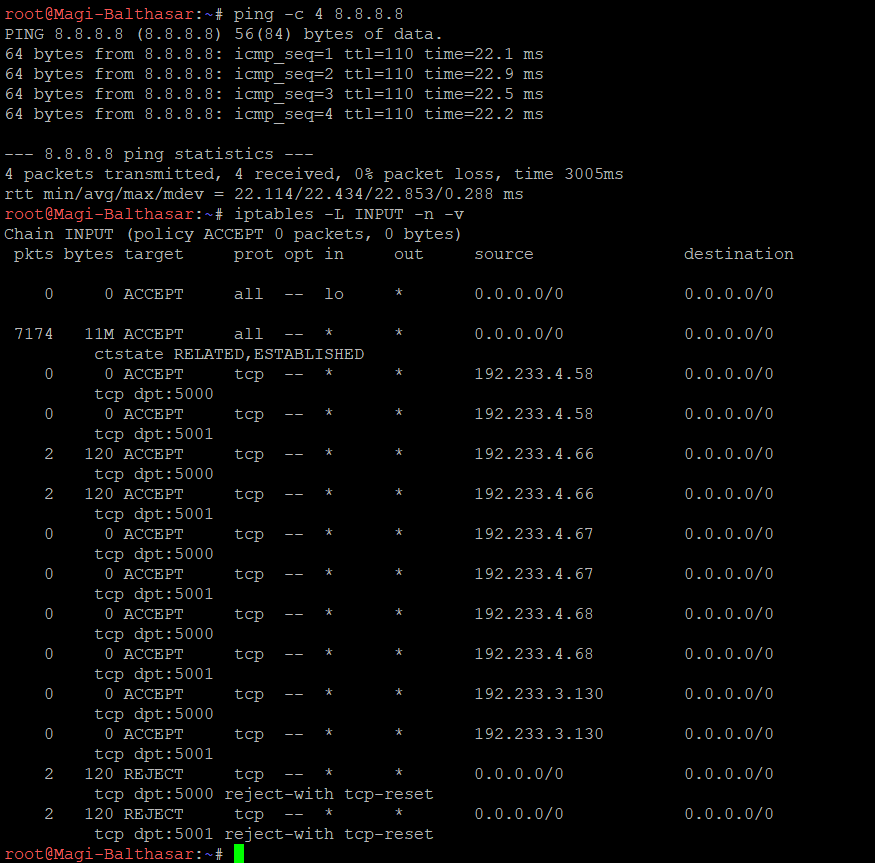 root@Magi-Balthasar:~# ping -c 4 8.8.8.8
PING 8.8.8.8 (8.8.8.8) 56(84) bytes of data.
64 bytes from 8.8.8.8: icmp_seq=1 ttl=110 time=22.1 ms
64 bytes from 8.8.8.8: icmp_seq=2 ttl=110 time=22.9 ms
64 bytes from 8.8.8.8: icmp_seq=3 ttl=110 time=22.5 ms
64 bytes from 8.8.8.8: icmp_seq=4 ttl=110 time=22.2 ms

--- 8.8.8.8 ping statistics ---
4 packets transmitted, 4 received, 0% packet loss, time 3005ms
rtt min/avg/max/mdev = 22.114/22.434/22.853/0.288 ms
root@Magi-Balthasar:~# iptables -L INPUT -n -v
Chain INPUT (policy ACCEPT 0 packets, 0 bytes)
 pkts bytes target     prot opt in     out     source               destination

    0     0 ACCEPT     all  --  lo     *       0.0.0.0/0            0.0.0.0/0

 7174   11M ACCEPT     all  --  *      *       0.0.0.0/0            0.0.0.0/0
         ctstate RELATED,ESTABLISHED
    0     0 ACCEPT     tcp  --  *      *       192.233.4.58         0.0.0.0/0
         tcp dpt:5000
    0     0 ACCEPT     tcp  --  *      *       192.233.4.58         0.0.0.0/0
         tcp dpt:5001
    2   120 ACCEPT     tcp  --  *      *       192.233.4.66         0.0.0.0/0
         tcp dpt:5000
    2   120 ACCEPT     tcp  --  *      *       192.233.4.66         0.0.0.0/0
         tcp dpt:5001
    0     0 ACCEPT     tcp  --  *      *       192.233.4.67         0.0.0.0/0
         tcp dpt:5000
    0     0 ACCEPT     tcp  --  *      *       192.233.4.67         0.0.0.0/0
         tcp dpt:5001
    0     0 ACCEPT     tcp  --  *      *       192.233.4.68         0.0.0.0/0
         tcp dpt:5000
    0     0 ACCEPT     tcp  --  *      *       192.233.4.68         0.0.0.0/0
         tcp dpt:5001
    0     0 ACCEPT     tcp  --  *      *       192.233.3.130        0.0.0.0/0
         tcp dpt:5000
    0     0 ACCEPT     tcp  --  *      *       192.233.3.130        0.0.0.0/0
         tcp dpt:5001
    2   120 REJECT     tcp  --  *      *       0.0.0.0/0            0.0.0.0/0
         tcp dpt:5000 reject-with tcp-reset
    2   120 REJECT     tcp  --  *      *       0.0.0.0/0            0.0.0.0/0
         tcp dpt:5001 reject-with tcp-reset
root@Magi-Balthasar:~#